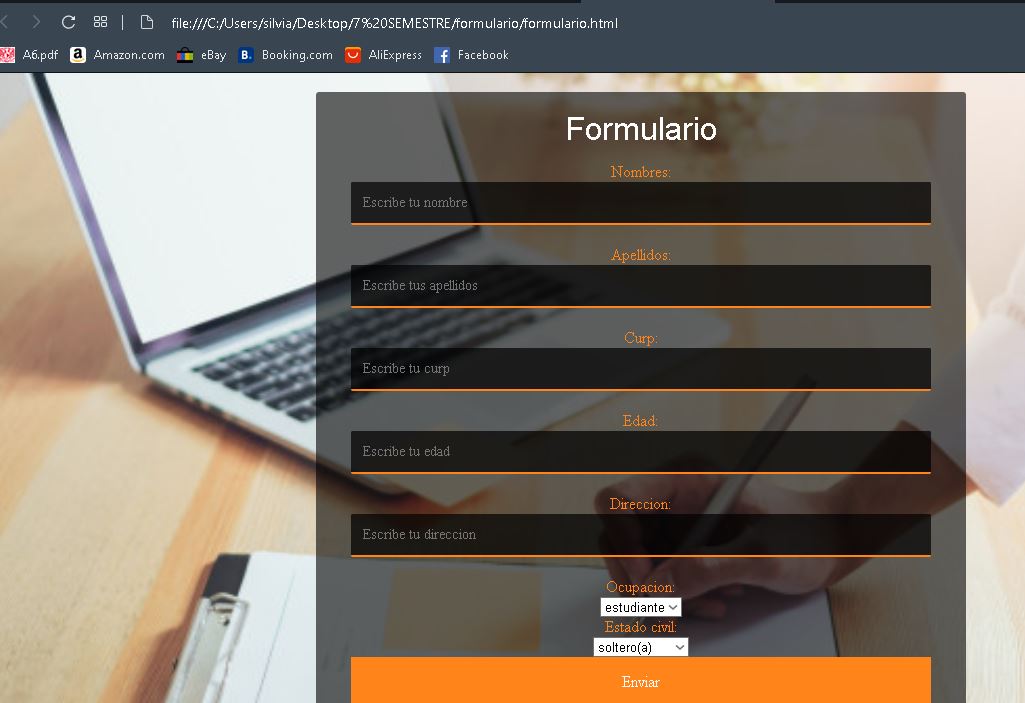 file:///C:/Users/silvia/Desktop/7%20SEMESTRE/formulario/formulario.html
A6.pdf a Amazon.com eBay B. Booking.com AliExpress f Facebook
Formulario
Nombres:
Escribe tu nombre
Apellidos:
Escribe tus apellidos
Curp:
Escribe tu curp
Edad:
Escribe tu edad
Direccion:
Escribe tu direccion
Ocupacion:
estudiante
Estado civil:
soltero(a)
Enviar